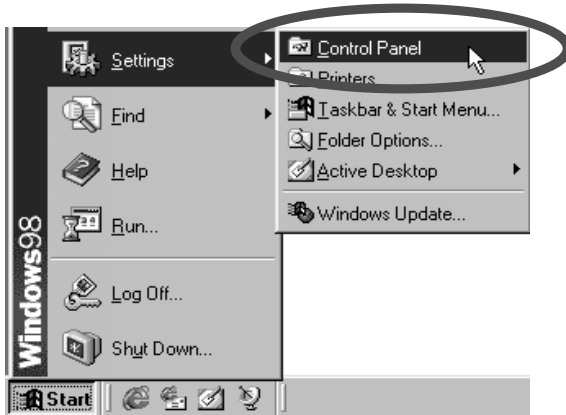 Settings
Find
Help
Run...
Log Off...
Shut Down...
Windows98
Start
Control Panel
Printers
Taskbar & Start Menu...
Folder Options...
Active Desktop
Windows Update...